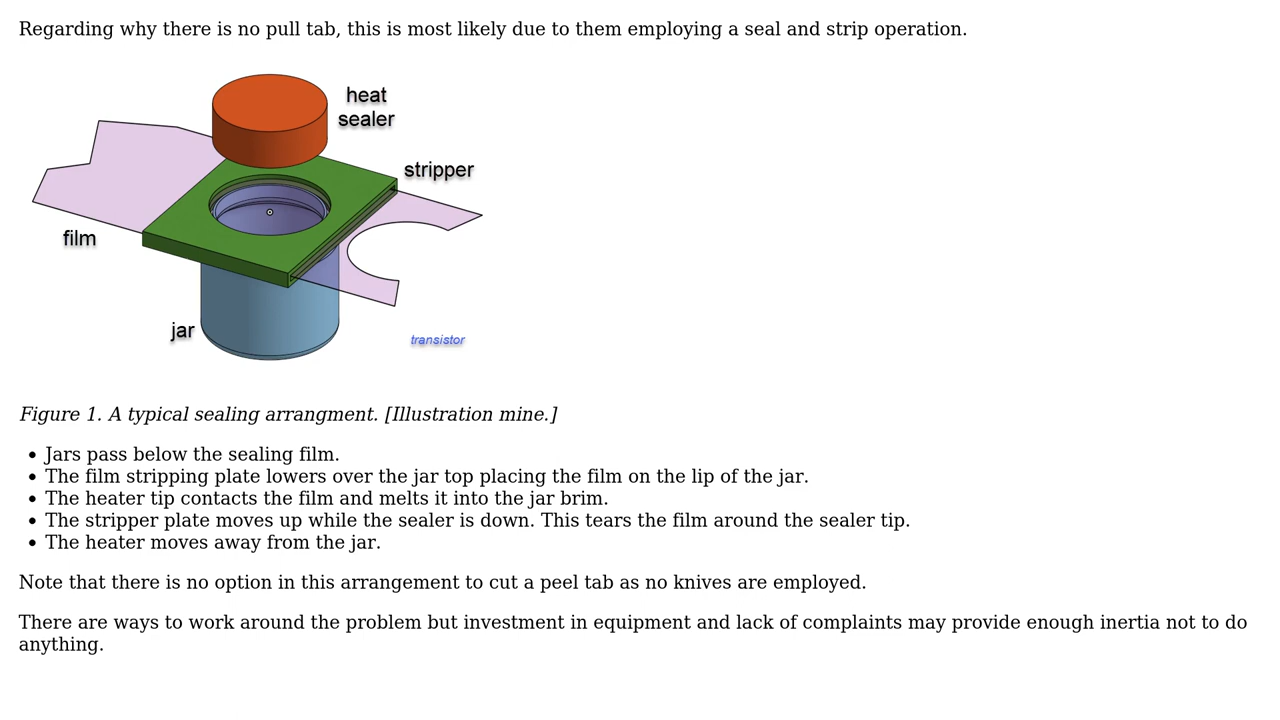 Regarding why there is no pull tab, this is most likely due to them employing a seal and strip operation.
heat
sealer
stripper
film
jar
transistor
Figure 1. A typical sealing arrangment. [Illustration mine.]
• Jars pass below the sealing film.
• The film stripping plate lowers over the jar top placing the film on the lip of the jar.
• The heater tip contacts the film and melts it into the jar brim.
• The stripper plate moves up while the sealer is down. This tears the film around the sealer tip.
• The heater moves away from the jar.
Note that there is no option in this arrangement to cut a peel tab as no knives are employed.
There are ways to work around the problem but investment in equipment and lack of complaints may provide enough inertia not to do
anything.